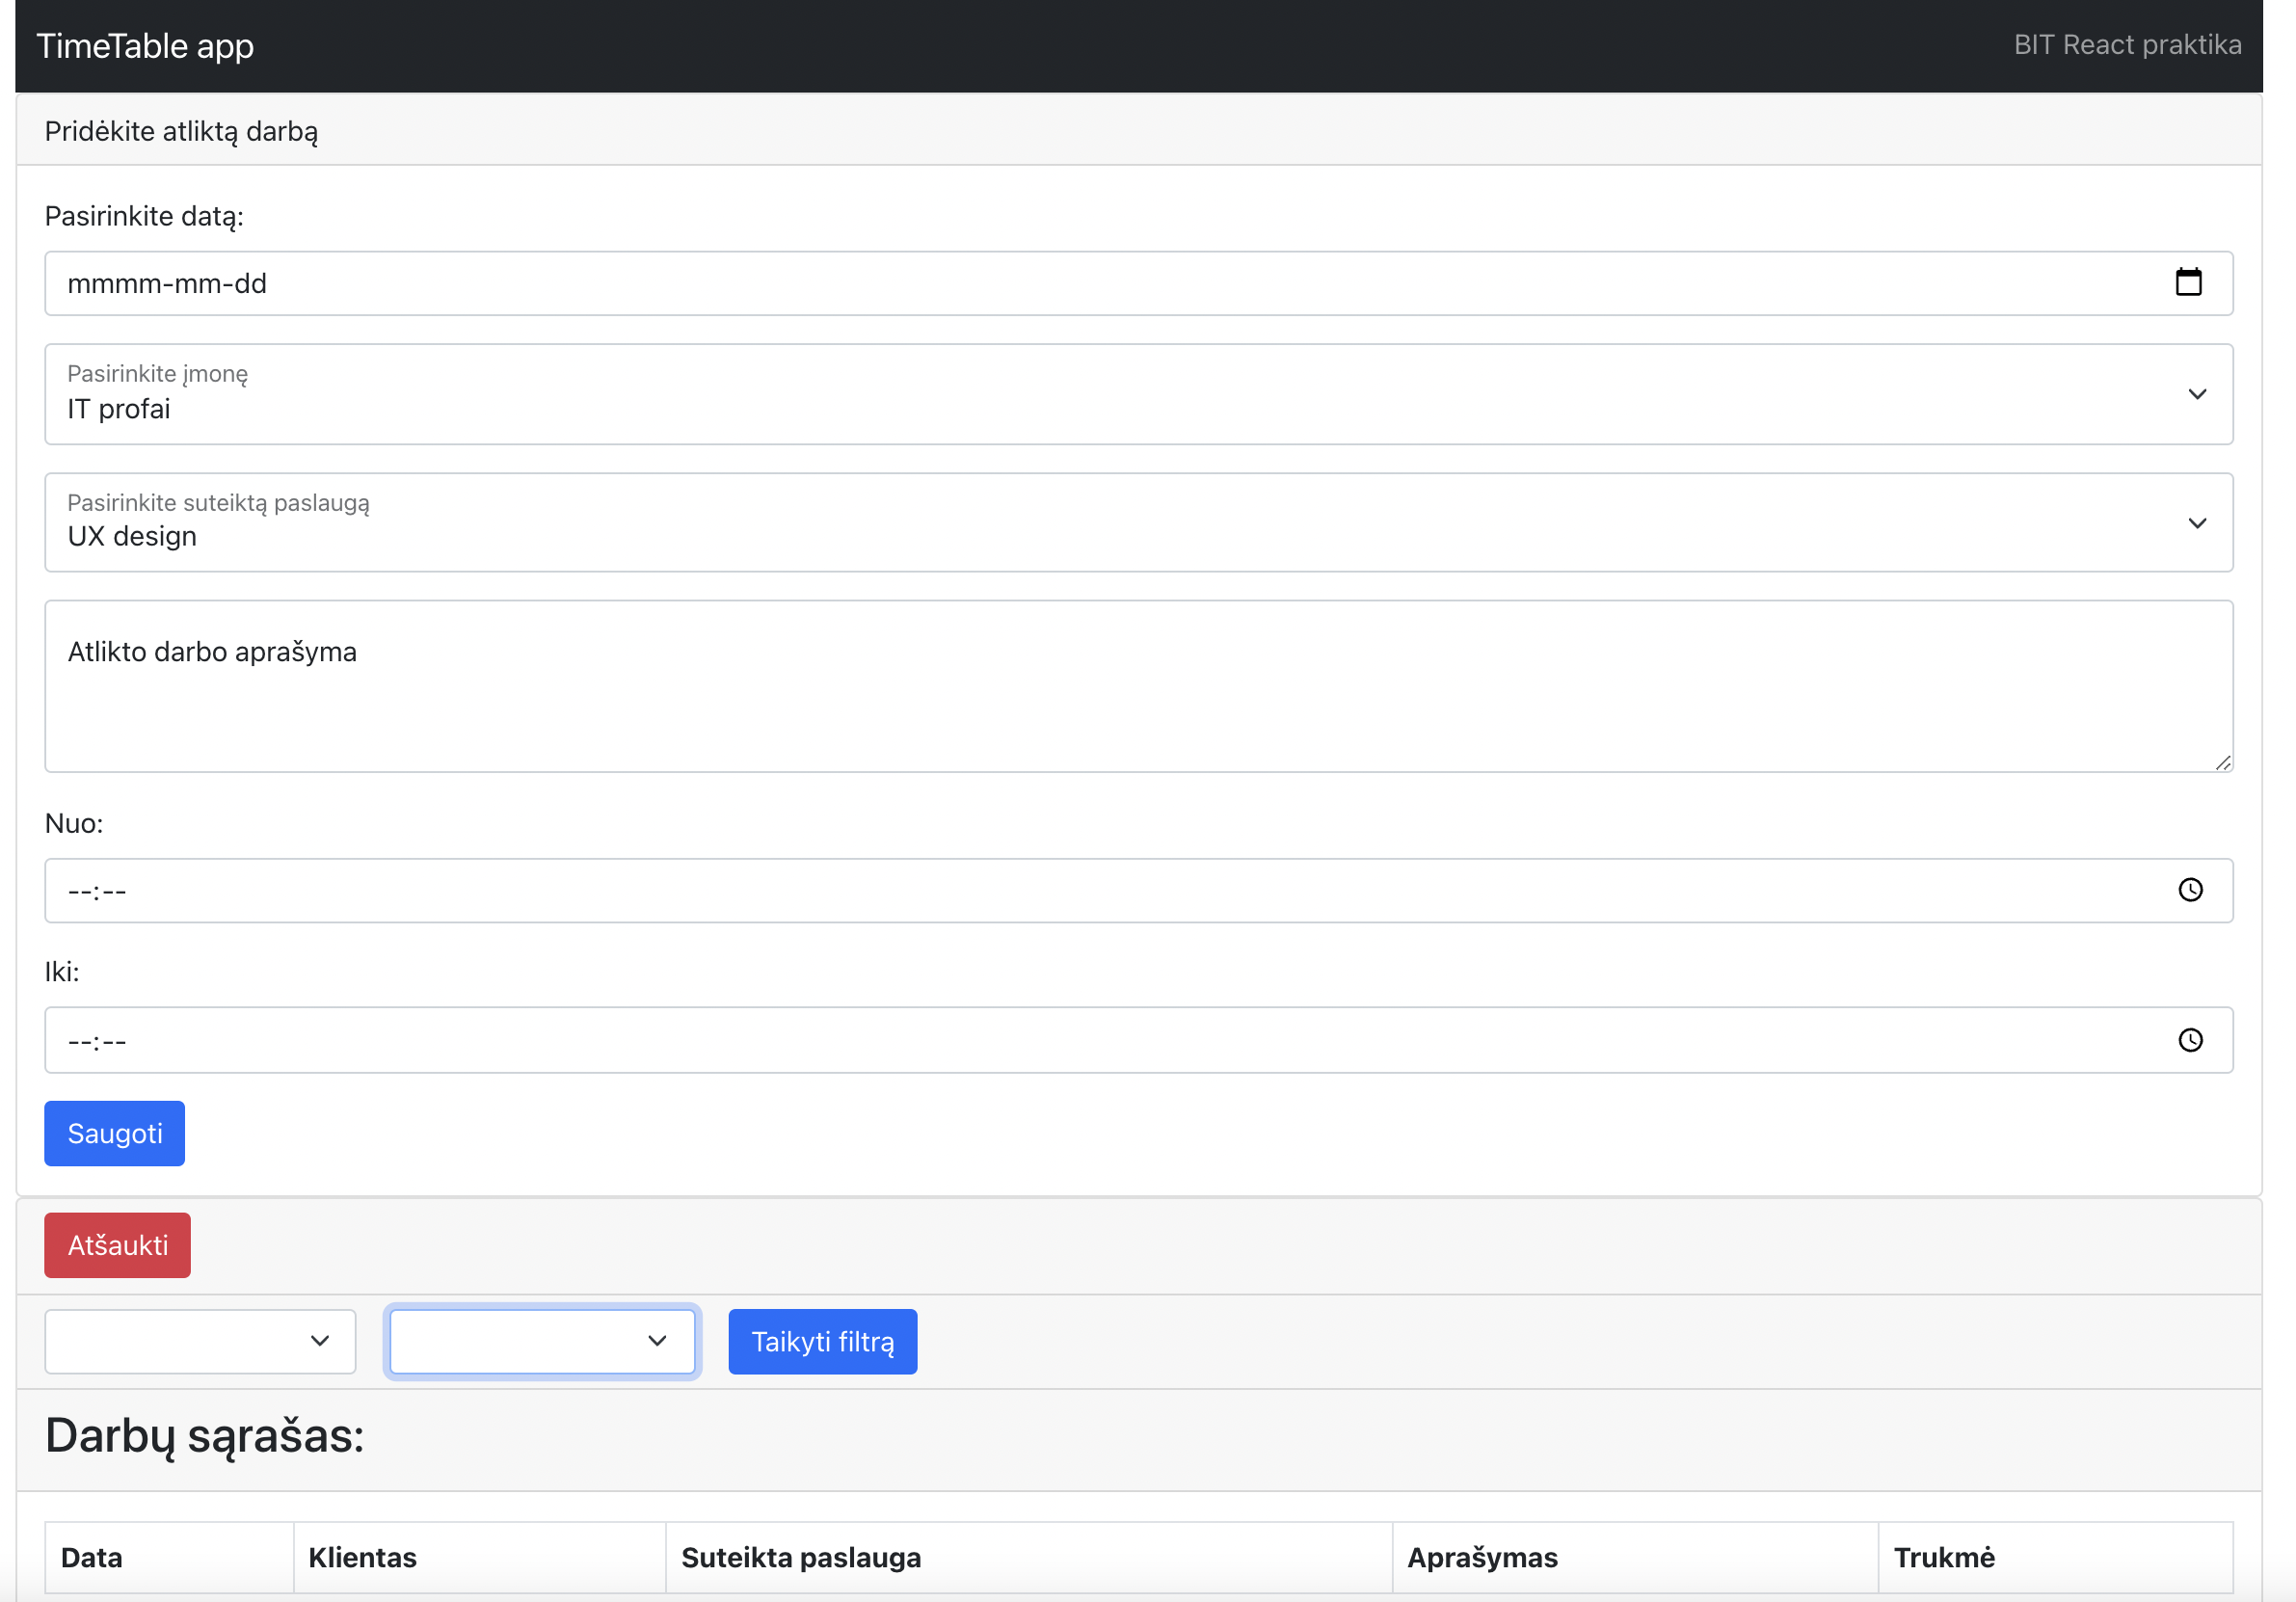 TimeTable app
BIT React praktika
Pridėkite atliktą darbą
Pasirinkite datą:
mmmm-mm-dd
Pasirinkite įmonę
IT profai
Pasirinkite suteiktą paslaugą
UX design
Atlikto darbo aprašyma
Nuo:
--:--
Iki:
--:--
Saugoti
Atšaukti
Taikyti filtrą
Darbų sąrašas:
Data
Klientas
Suteikta paslauga
Aprašymas
Trukmė